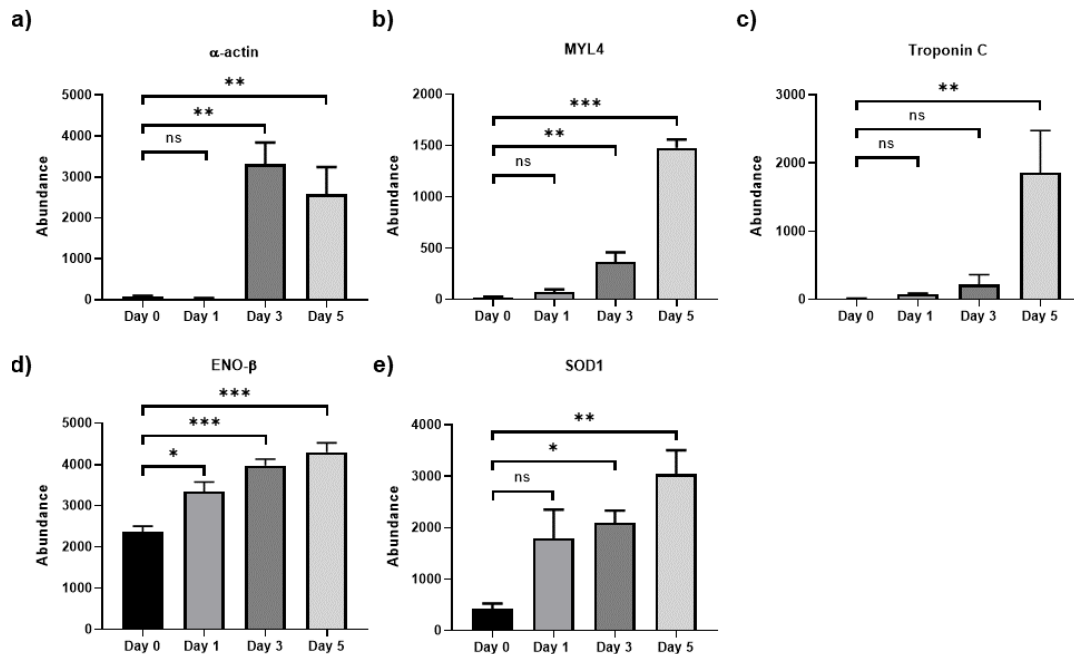 a)
α-actin
**
**
ns
Abundance
5000
4000
3000
2000
1000
0
Day 0 Day 1 Day 3 Day 5
b)
MYL4
***
**
ns
Abundance
2000
1500
1000
500
0
Day 0 Day 1 Day 3 Day 5
c)
Troponin C
**
ns
ns
Abundance
3000
2000
1000
0
Day 0 Day 1 Day 3 Day 5
d)
ENO-β
***
***
*
Abundance
5000
4000
3000
2000
1000
0
Day 0 Day 1 Day 3 Day 5
e)
SOD1
**
*
ns
Abundance
4000
3000
2000
1000
0
Day 0 Day 1 Day 3 Day 5